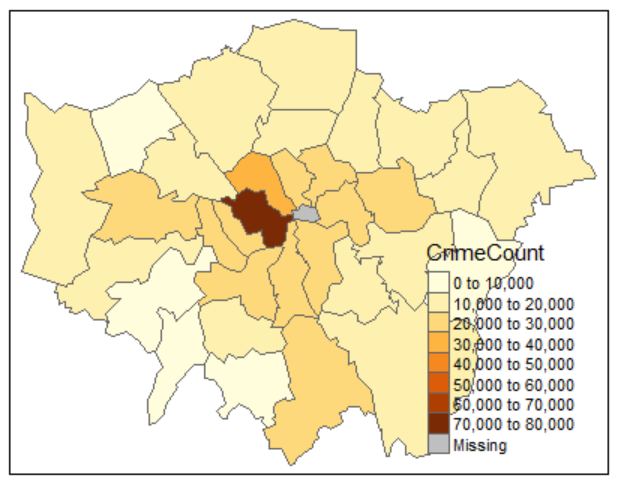 CrimeCount
0 to 10,000
10,000 to 20,000
20,000 to 30,000
30,000 to 40,000
40,000 to 50,000
50,000 to 60,000
60,000 to 70,000
70,000 to 80,000
Missing